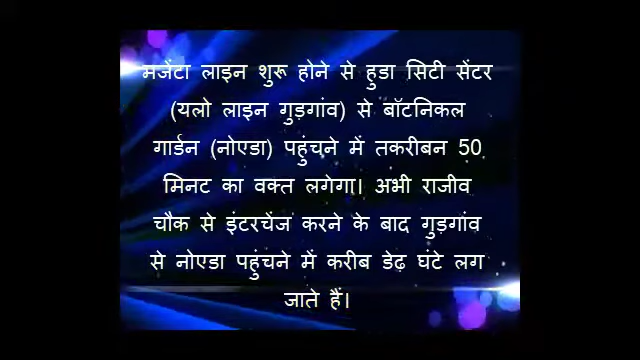 मजेंटा लाइन शुरू होने से हुडा सिटी सेंटर
(यलो लाइन गुड़गांव) से बॉटनिकल
गार्डन (नोएडा) पहुंचने में तकरीबन 50
मिनट का वक्त लगेगा। अभी राजीव
चौक से इंटरचेंज करने के बाद गुड़गांव
से नोएडा पहुंचने में करीब डेढ़ घंटे लग
जाते हैं।